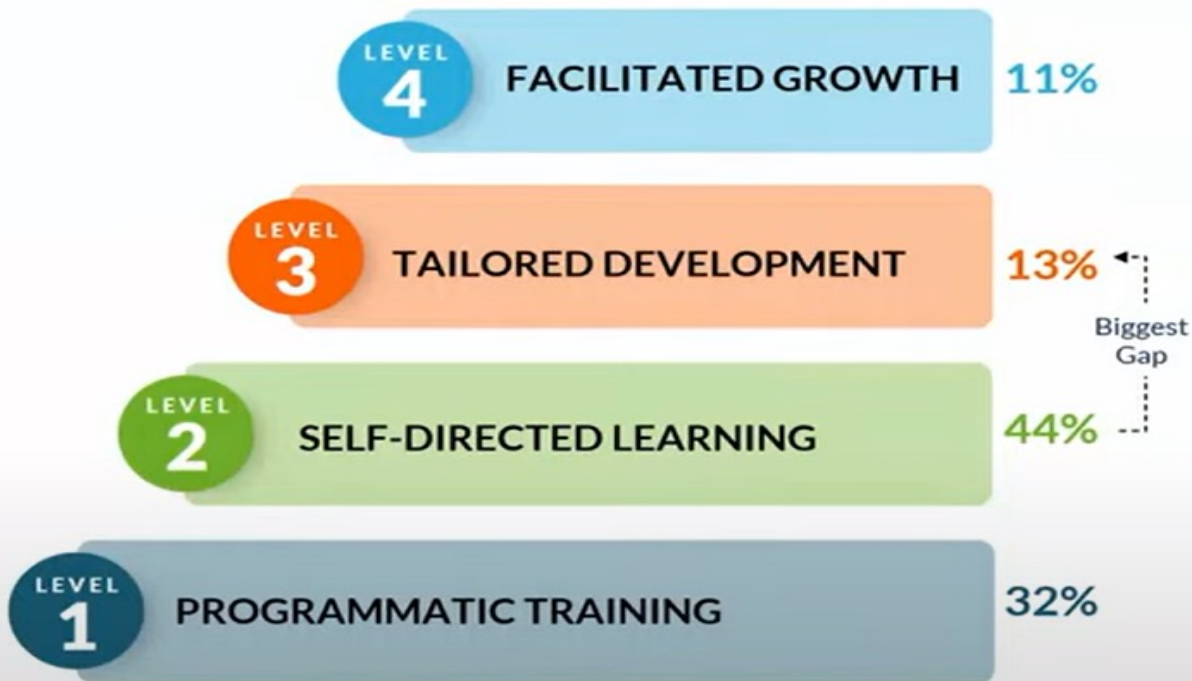 LEVEL
4
FACILITATED GROWTH 11%
LEVEL
3
TAILORED DEVELOPMENT 13%
Biggest
Gap
LEVEL
2
SELF-DIRECTED LEARNING 44%
LEVEL
1
PROGRAMMATIC TRAINING 32%